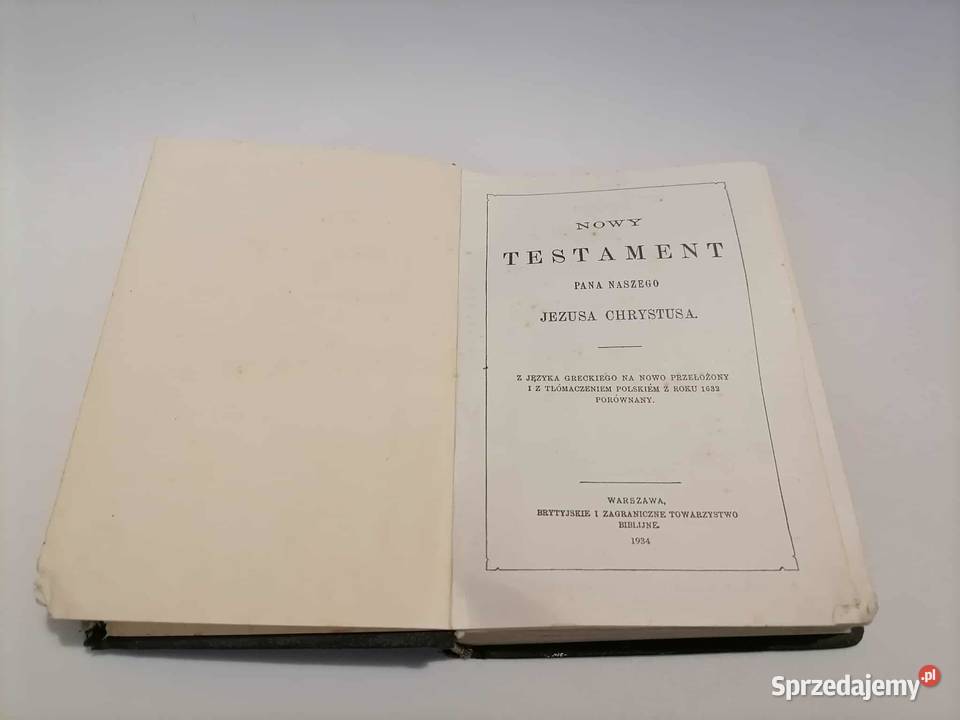 NOWY
TESTAMENT
PANA NASZEGO
JEZUSA CHRYSTUSA.
Z JĘZYKA GRECKIEGO NA NOWO PRZEŁOŻONY
I Z TŁÓMACZENIEM POLSKIÉM Z ROKU 1632
PORÓWNANY.
WARSZAWA,
BRYTYJSKIE I ZAGRANICZNE TOWARZYSTWO
BIBLIJNE.
1934
Sprzedajemy.pl